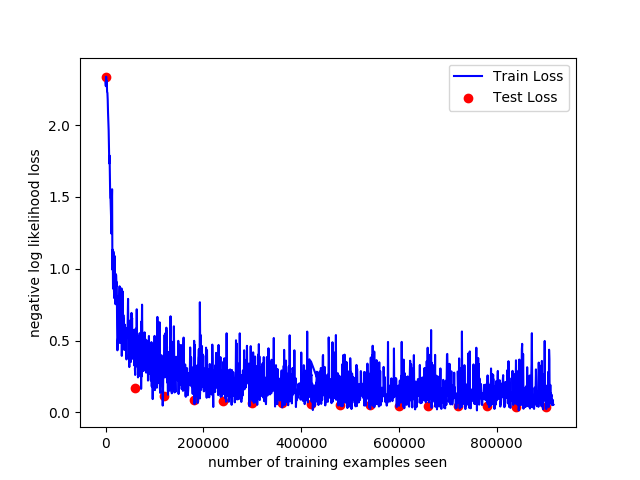 Train Loss
Test Loss
2.0
1.5
1.0
0.5
0.0
negative log likelihood loss
0 200000 400000 600000 800000
number of training examples seen